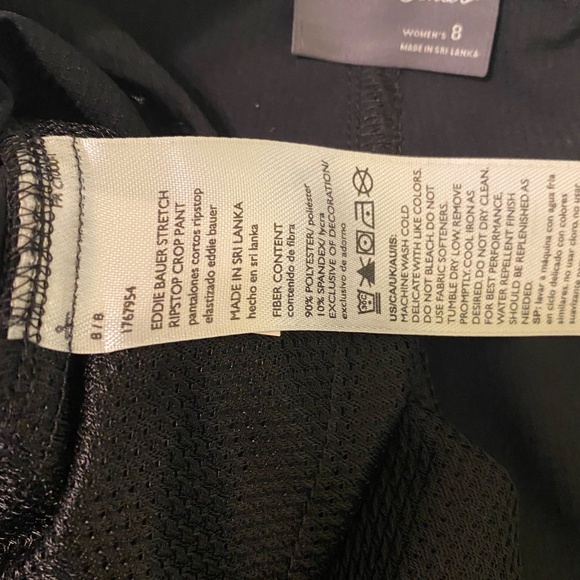 WOMEN'S 8
MADE IN SRI LANKA
8 / 8
1767954
EDDIE BAUER STRETCH
RIPSTOP CROP PANT
pantalones cortos ripstop
elastizado eddie bauer
MADE IN SRI LANKA
hecho en sri lanka
FIBER CONTENT
contenido de fibra
90% POLYESTER/ poliéster
10% SPANDEX/ lycra
EXCLUSIVE OF DECORATION/
exclusivo de adorno
USA/UK/AU/IS:
MACHINE WASH COLD
DELICATE WITH LIKE COLORS.
DO NOT BLEACH. DO NOT
USE FABRIC SOFTENERS.
TUMBLE DRY LOW. REMOVE
PROMPTLY. COOL IRON AS
DESIRED. DO NOT DRY CLEAN.
FOR BEST PERFORMANCE,
WATER REPELLENT FINISH
SHOULD BE REPLENISHED AS
NEEDED.
SP: levar a máquina con agua fría
en ciclo delicado con colores
similares. no usar cloro. no usar